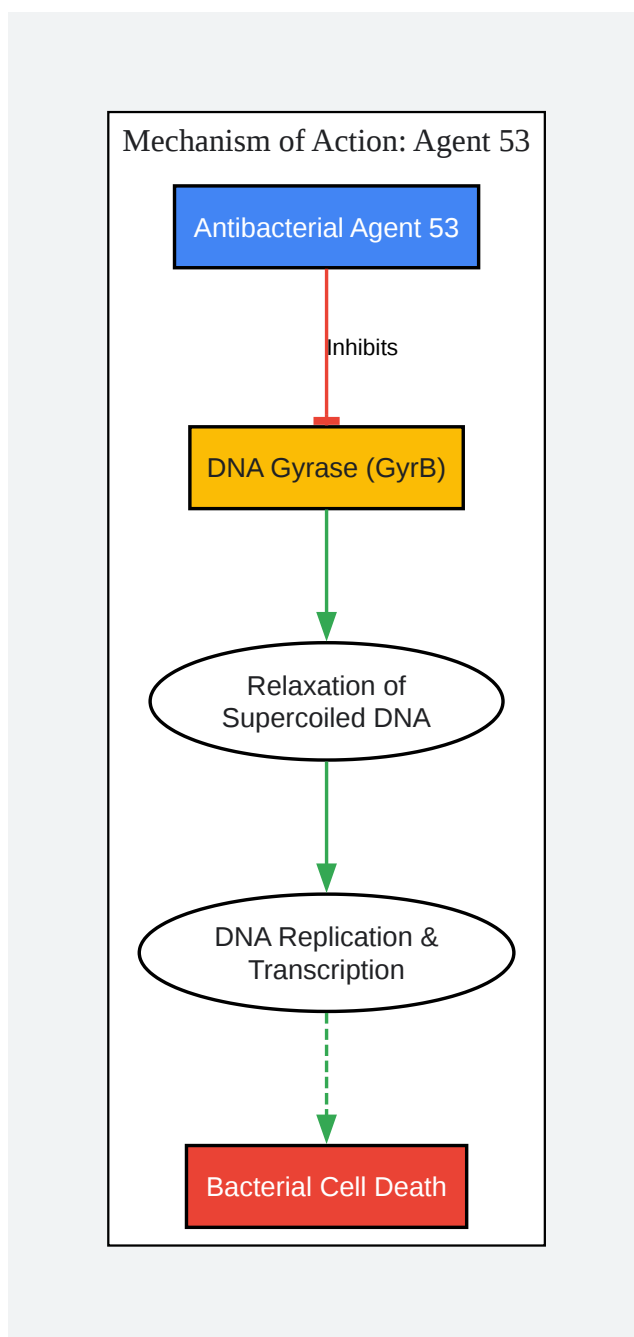 Mechanism of Action: Agent 53
Antibacterial Agent 53
Inhibits
DNA Gyrase (GyrB)
Relaxation of
Supercoiled DNA
DNA Replication &
Transcription
Bacterial Cell Death